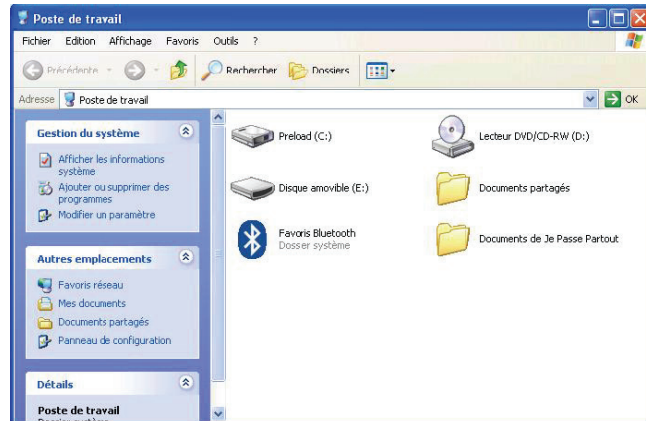 Poste de travail
Fichier Edition Affichage Favoris Outils ?
Précédente Rechercher Dossiers
Adresse Poste de travail OK
Gestion du système
Afficher les informations
système
Ajouter ou supprimer des
programmes
Modifier un paramètre
Autres emplacements
Favoris réseau
Mes documents
Documents partagés
Panneau de configuration
Détails
Poste de travail
Dossier système
Preload (C:) Lecteur DVD/CD-RW (D:)
Disque amovible (E:) Documents partagés
Favoris Bluetooth
Dosser système
Documents de Je Passe Partout